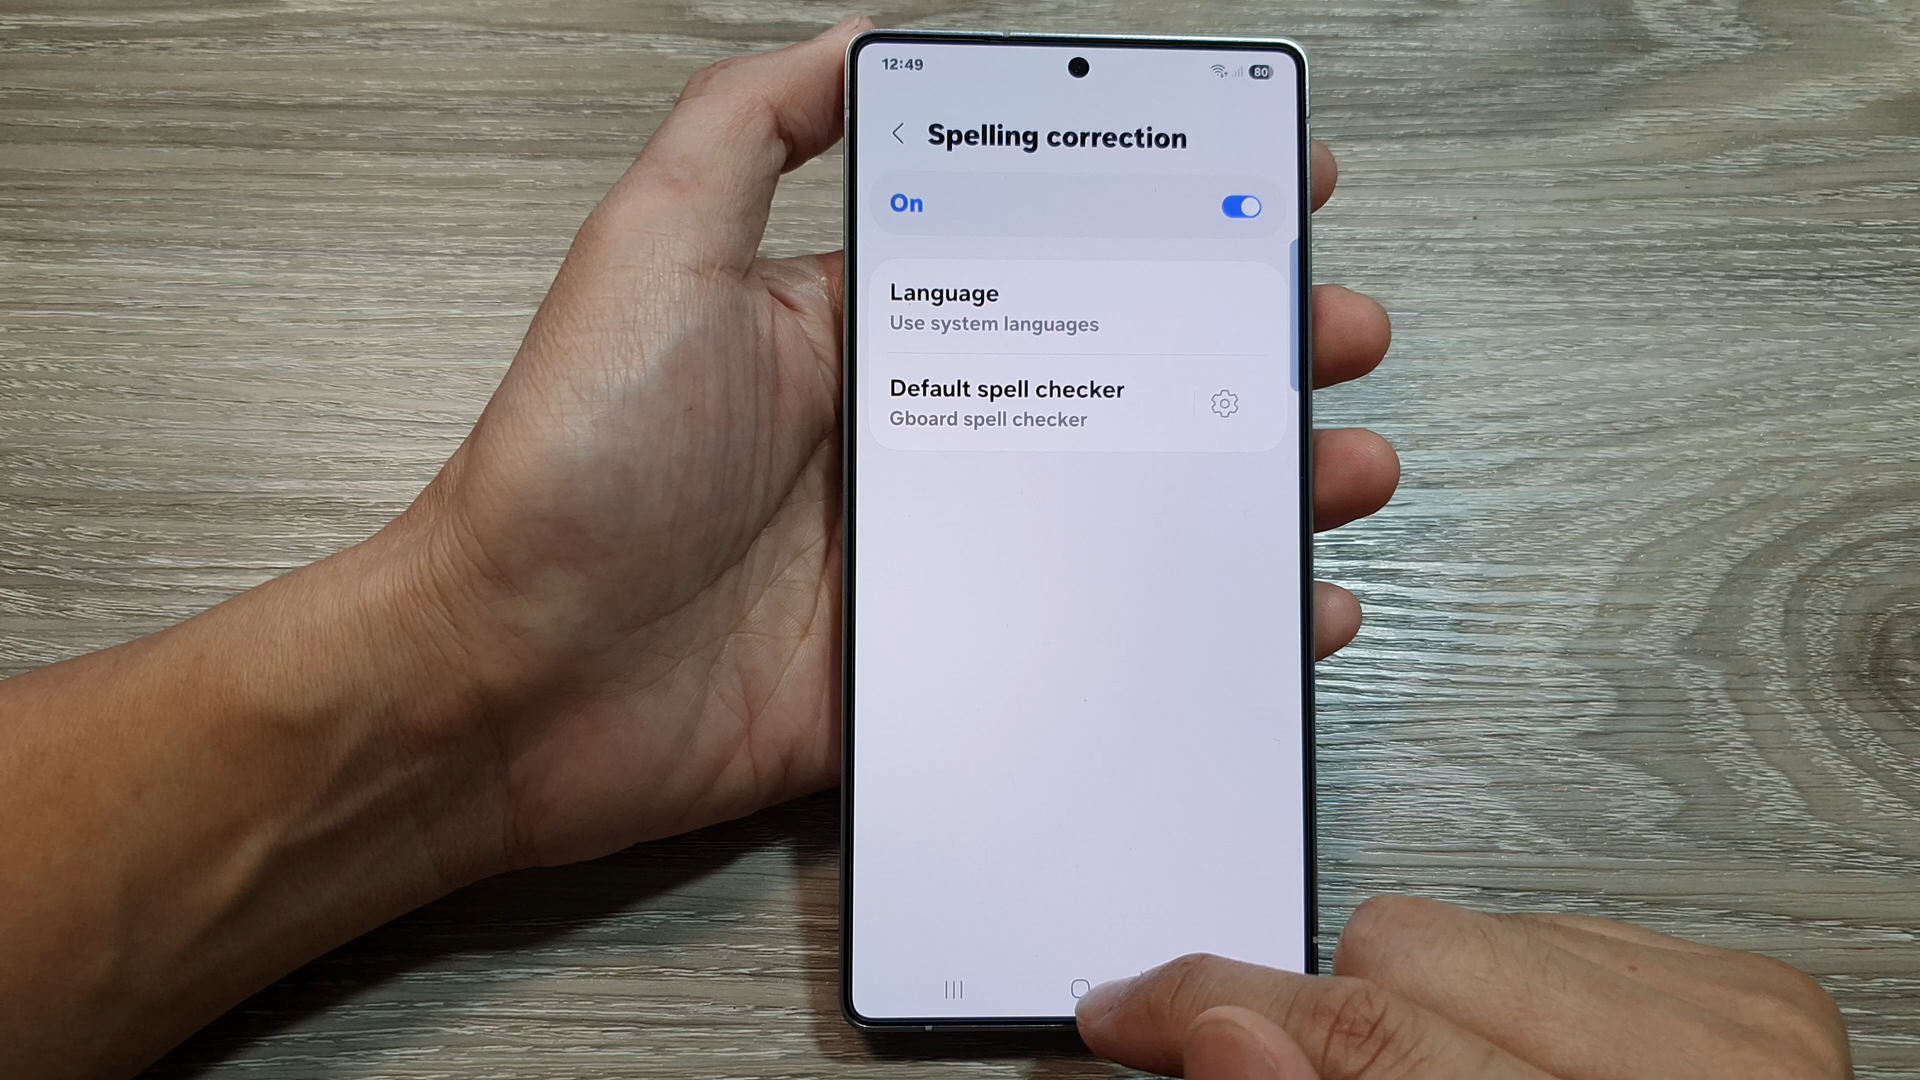 12:49
80
Spelling correction
On
Language
Use system languages
Default spell checker
Gboard spell checker